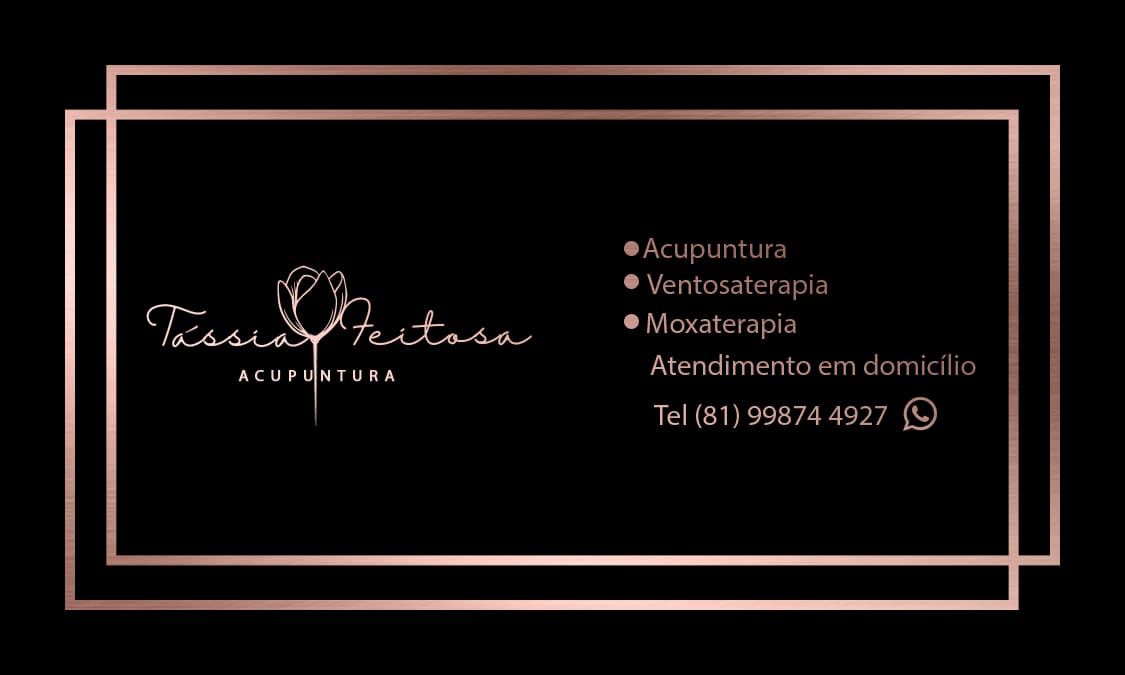 Tássia Feitosa
ACUPUNTURA
Acupuntura
Ventosaterapia
Moxaterapia
Atendimento em domicílio
Tel (81) 99874 4927